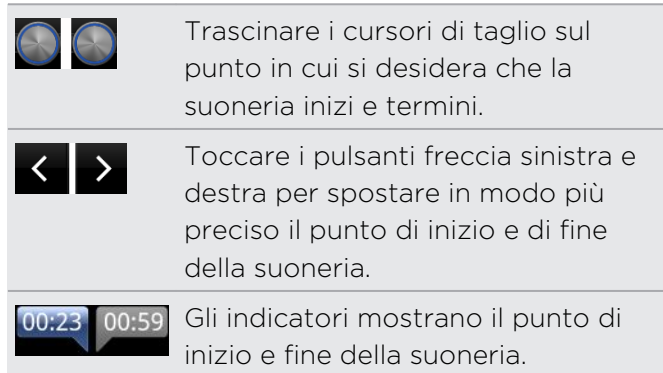 Trascinare i cursori di taglio sul
punto in cui si desidera che la
suoneria inizi e termini.
Toccare i pulsanti freccia sinistra e
destra per spostare in modo più
preciso il punto di inizio e di fine
della suoneria.
00:23 00:59 Gli indicatori mostrano il punto di
inizio e fine della suoneria.